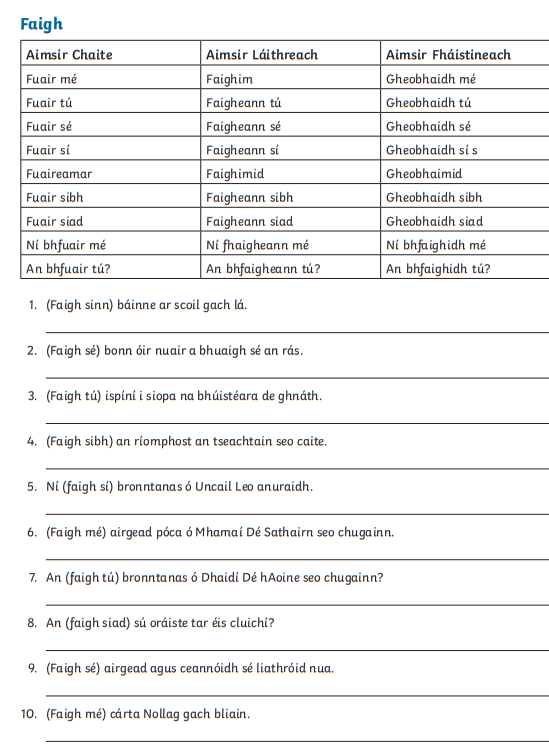 Faigh
Aimsir Chaite Aimsir Láithreach Aimsir Fháistineach
Fuair mé Faighim Gheobhaidh mé
Fuair tú Faigheann tú Gheobhaidh tú
Fuair sé Faigheann sé Gheobhaidh sé
Fuair sí Faigheann sí Gheobhaidh sí s
Fuaireamar Faighimid Gheobhaimid
Fuair sibh Faigheann sibh Gheobhaidh sibh
Fuair siad Faigheann siad Gheobhaidh siad
Ní bhfuair mé Ní fhaigheann mé Ní bhfaighidh mé
An bhfuair tú? An bhfaigheann tú? An bhfaighidh tú?
1. (Faigh sinn) báinne ar scoil gach lá.
2. (Faigh sé) bonn óir nuair a bhuaigh sé an rás.
3. (Faigh tú) ispíní i siopa na bhúistéara de ghnáth.
4. (Faigh sibh) an ríomphost an tseachtain seo caite.
5. Ní (faigh sí) bronntanas ó Uncail Leo anuraidh.
6. (Faigh mé) airgead póca ó Mhamaí Dé Sathairn seo chugainn.
7. An (faigh tú) bronntanas ó Dhaidí Dé hAoine seo chugainn?
8. An (faigh siad) sú oráiste tar éis cluichí?
9. (Faigh sé) airgead agus ceannóidh sé liathróid nua.
10. (Faigh mé) cárta Nollag gach bliain.